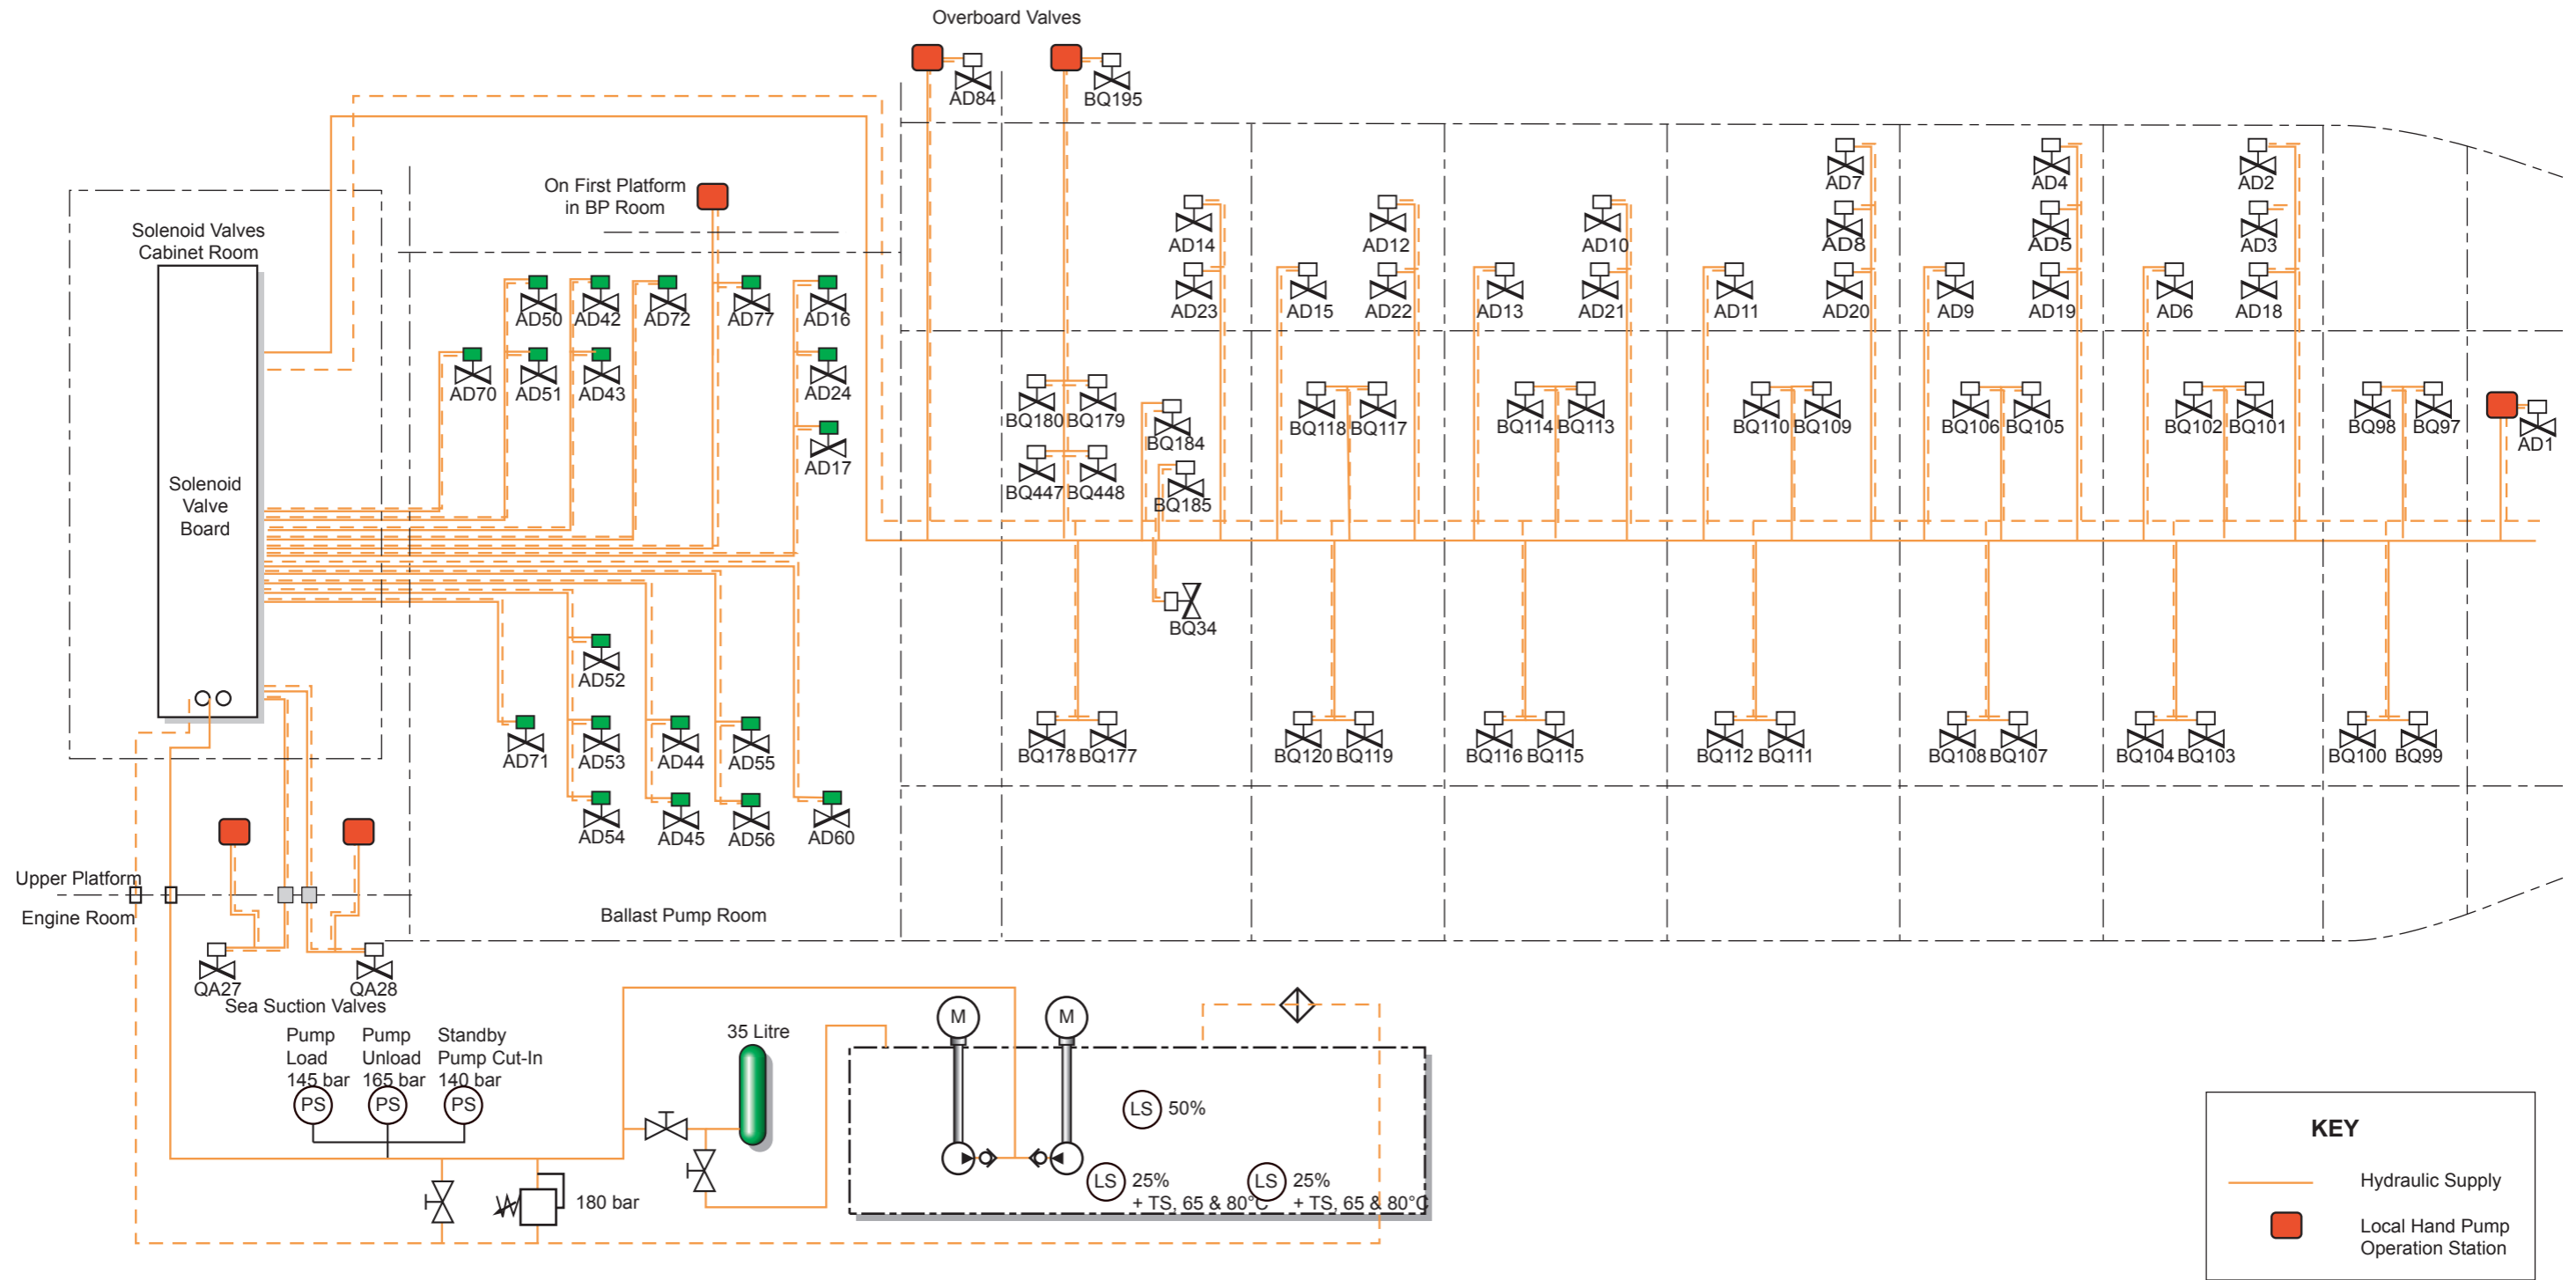 Overboard Valves
AD84
BQ195
On First Platform
in BP Room
Solenoid Valves
Cabinet Room
Solenoid
Valve
Board
AD50
AD42
AD72
AD77
AD16
AD70
AD51
AD43
AD24
AD17
AD52
AD71
AD53
AD44
AD55
AD54
AD45
AD56
AD60
AD14
AD12
AD10
AD7
AD4
AD2
AD8
AD5
AD3
AD23
AD15
AD22
AD13
AD21
AD11
AD20
AD9
AD19
AD6
AD18
BQ180
BQ179
BQ184
BQ118
BQ117
BQ114
BQ113
BQ110
BQ109
BQ106
BQ105
BQ102
BQ101
BQ98
BQ97
AD1
BQ447
BQ448
BQ185
BQ34
BQ178
BQ177
BQ120
BQ119
BQ116
BQ115
BQ112
BQ111
BQ108
BQ107
BQ104
BQ103
BQ100
BQ99
Upper Platform
Engine Room
Ballast Pump Room
QA27
QA28
Sea Suction Valves
Pump
Load
145 bar
Pump
Unload
165 bar
Standby
Pump Cut-In
140 bar
PS
PS
PS
35 Litre
180 bar
M
M
LS
50%
LS
25%
+ TS, 65 & 80°C
LS
25%
+ TS, 65 & 80°C
KEY
Hydraulic Supply
Local Hand Pump
Operation Station